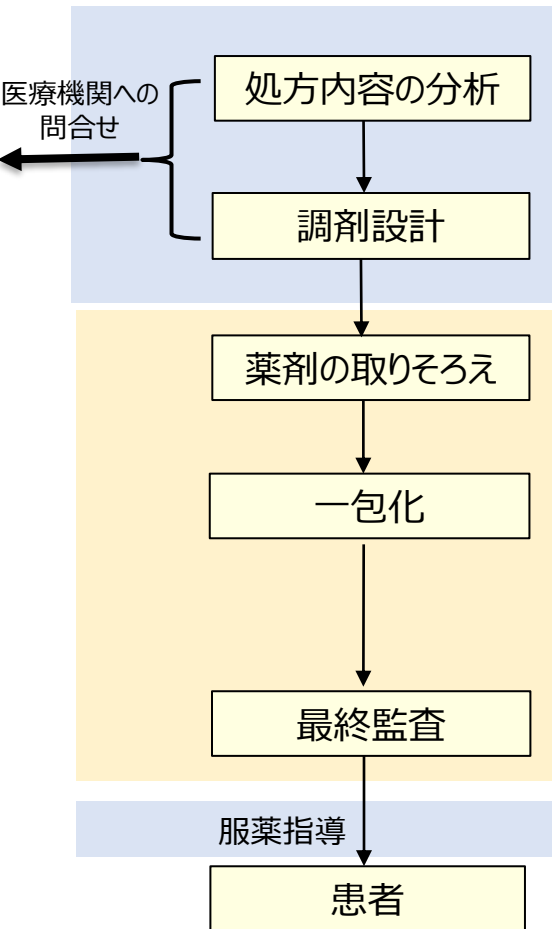 処方内容の分析
医療機関への
問合せ
調剤設計
薬剤の取りそろえ
一包化
最終監査
服薬指導
患者